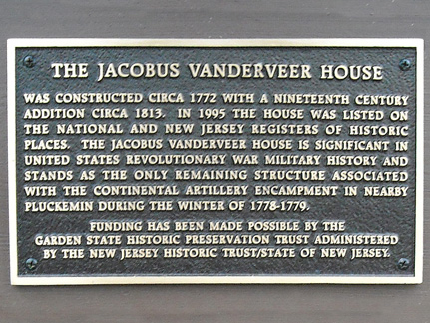 THE JACOBUS VANDERVEER HOUSE
WAS CONSTRUCTED CIRCA 1772 WITH A NINETEENTH CENTURY
ADDITION CIRCA 1813. IN 1995 THE HOUSE WAS LISTED ON
THE NATIONAL AND NEW JERSEY REGISTERS OF HISTORIC
PLACES. THE JACOBUS VANDERVEER HOUSE IS SIGNIFICANT IN
UNITED STATES REVOLUTIONARY WAR MILITARY HISTORY AND
STANDS AS THE ONLY REMAINING STRUCTURE ASSOCIATED
WITH THE CONTINENTAL ARTILLERY ENCAMPMENT IN NEARBY
PLUCKEMIN DURING THE WINTER OF 1778-1779.
FUNDING HAS BEEN MADE POSSIBLE BY THE
GARDEN STATE HISTORIC PRESERVATION TRUST ADMINISTERED
BY THE NEW JERSEY HISTORIC TRUST/STATE OF NEW JERSEY.